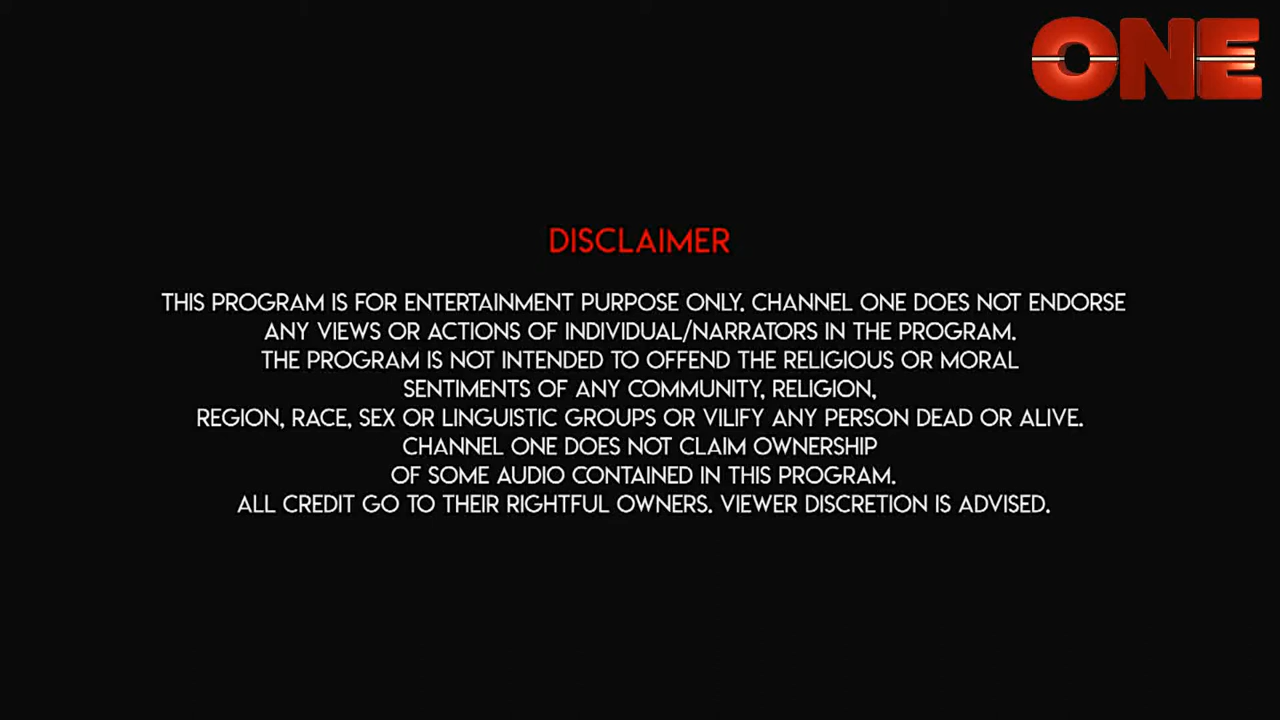 ONE
DISCLAIMER
THIS PROGRAM IS FOR ENTERTAINMENT PURPOSE ONLY. CHANNEL ONE DOES NOT ENDORSE
ANY VIEWS OR ACTIONS OF INDIVIDUAL/NARRATORS IN THE PROGRAM.
THE PROGRAM IS NOT INTENDED TO OFFEND THE RELIGIOUS OR MORAL
SENTIMENTS OF ANY COMMUNITY, RELIGION,
REGION, RACE, SEX OR LINGUISTIC GROUPS OR VILIFY ANY PERSON DEAD OR ALIVE.
CHANNEL ONE DOES NOT CLAIM OWNERSHIP
OF SOME AUDIO CONTAINED IN THIS PROGRAM.
ALL CREDIT GO TO THEIR RIGHTFUL OWNERS. VIEWER DISCRETION IS ADVISED.